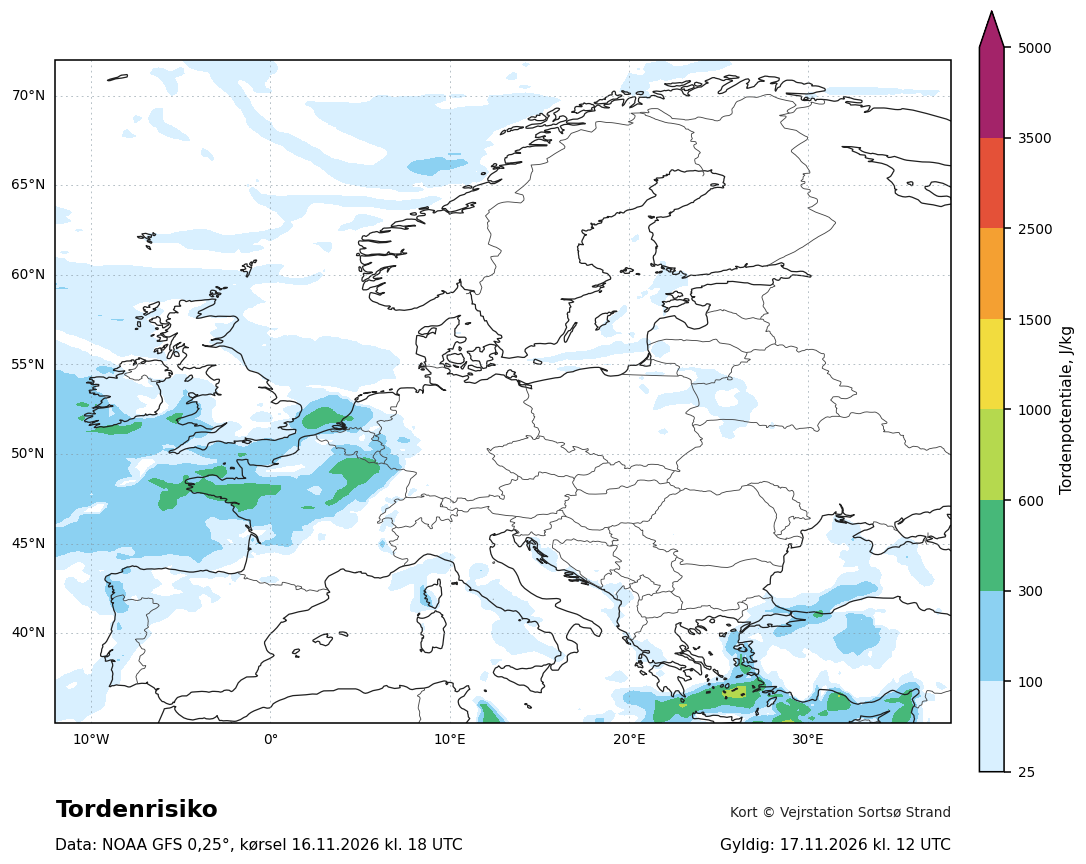 70°N
65°N
60°N
55°N
50°N
45°N
40°N
10°W
0°
10°E
20°E
30°E
5000
3500
2500
1500
1000
600
300
100
25
Tordenpotentiale, J/kg
Tordenrisiko
Kort © Vejrstation Sortsø Strand
Data: NOAA GFS 0,25°, kørsel 16.11.2026 kl. 18 UTC
Gyldig: 17.11.2026 kl. 12 UTC